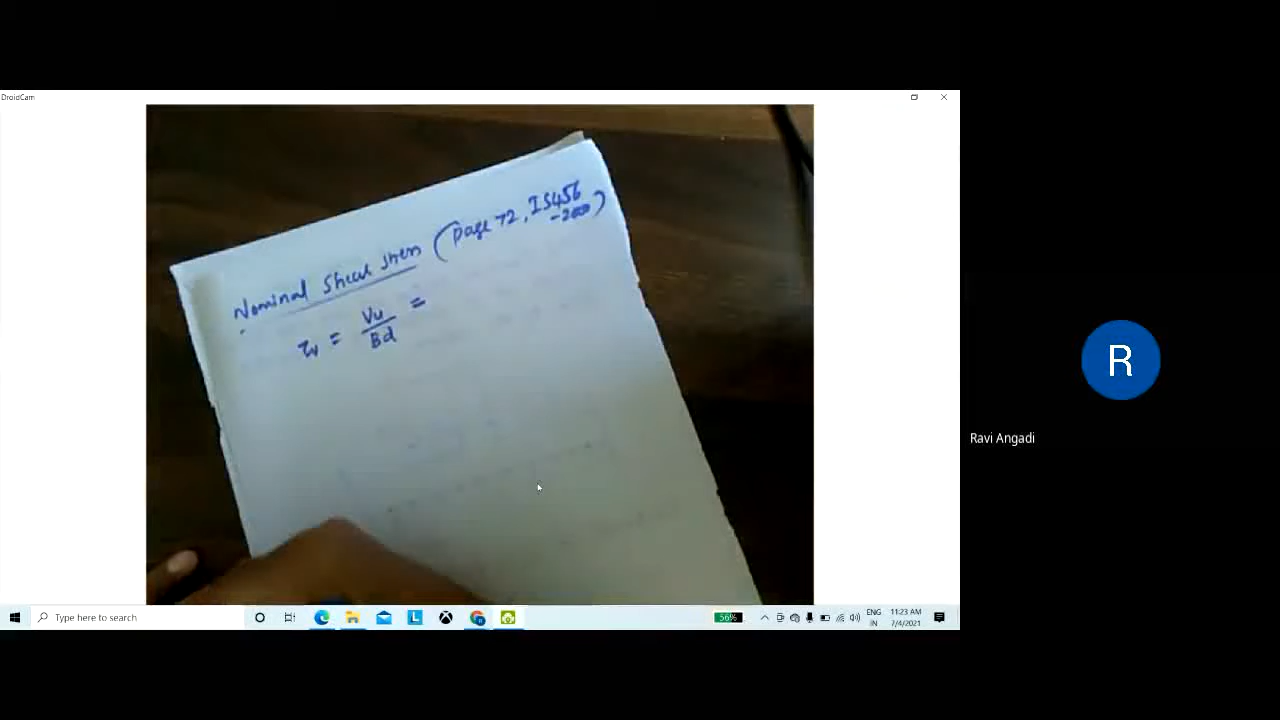 DroidCam
Nominal Shear stress (page 72, IS456
-2000)
τv = Vu/Bd =
R
Ravi Angadi
Type here to search
56%
ENG
IN
11:23 AM
7/4/2021